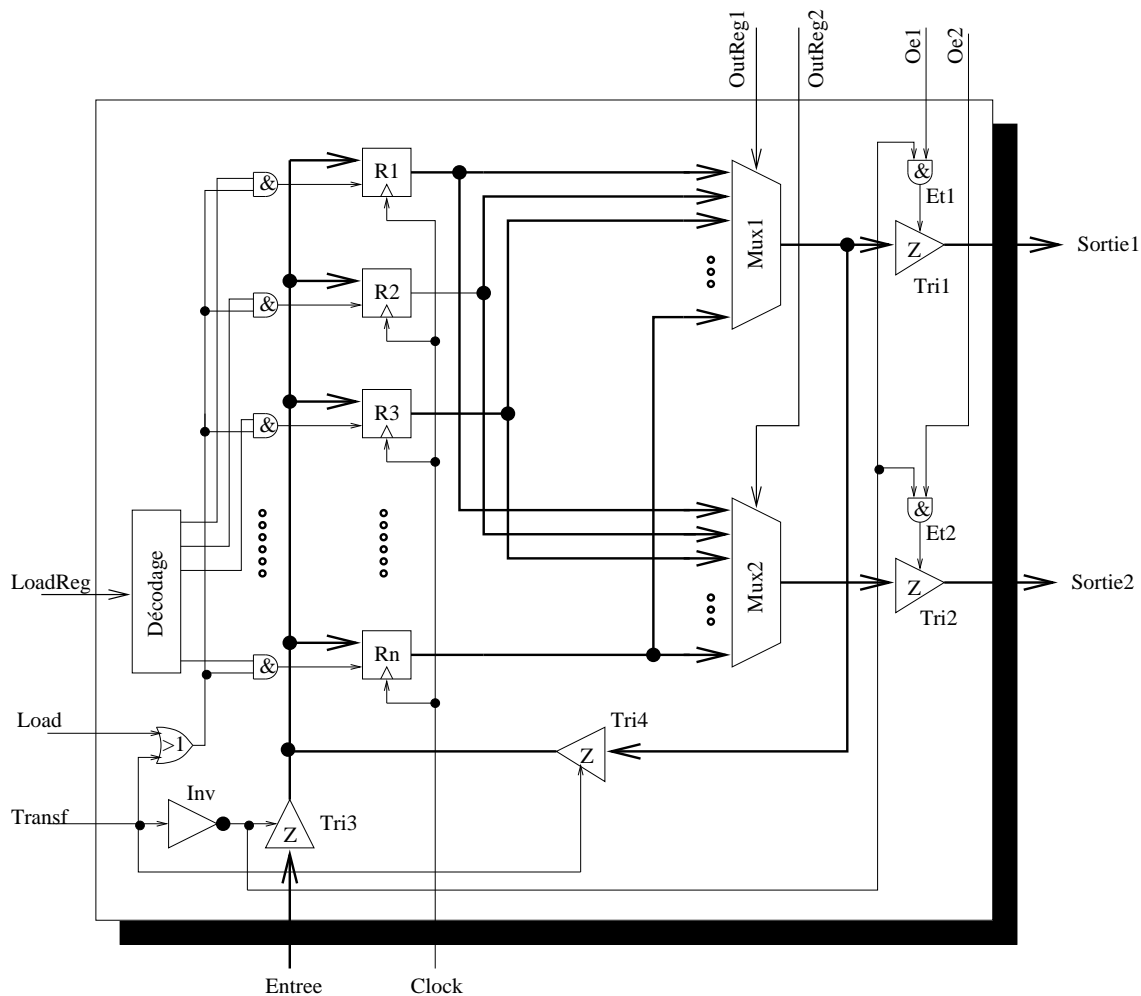 OutReg1
OutReg2
Oe1
Oe2
R1
&
&
Et1
Mux1
Z
Sortie1
Tri1
R2
&
R3
&
&
Et2
Décodage
LoadReg
Mux2
Z
Sortie2
Tri2
Rn
&
Load
>1
Tri4
Z
Inv
Transf
Tri3
Z
Entree
Clock